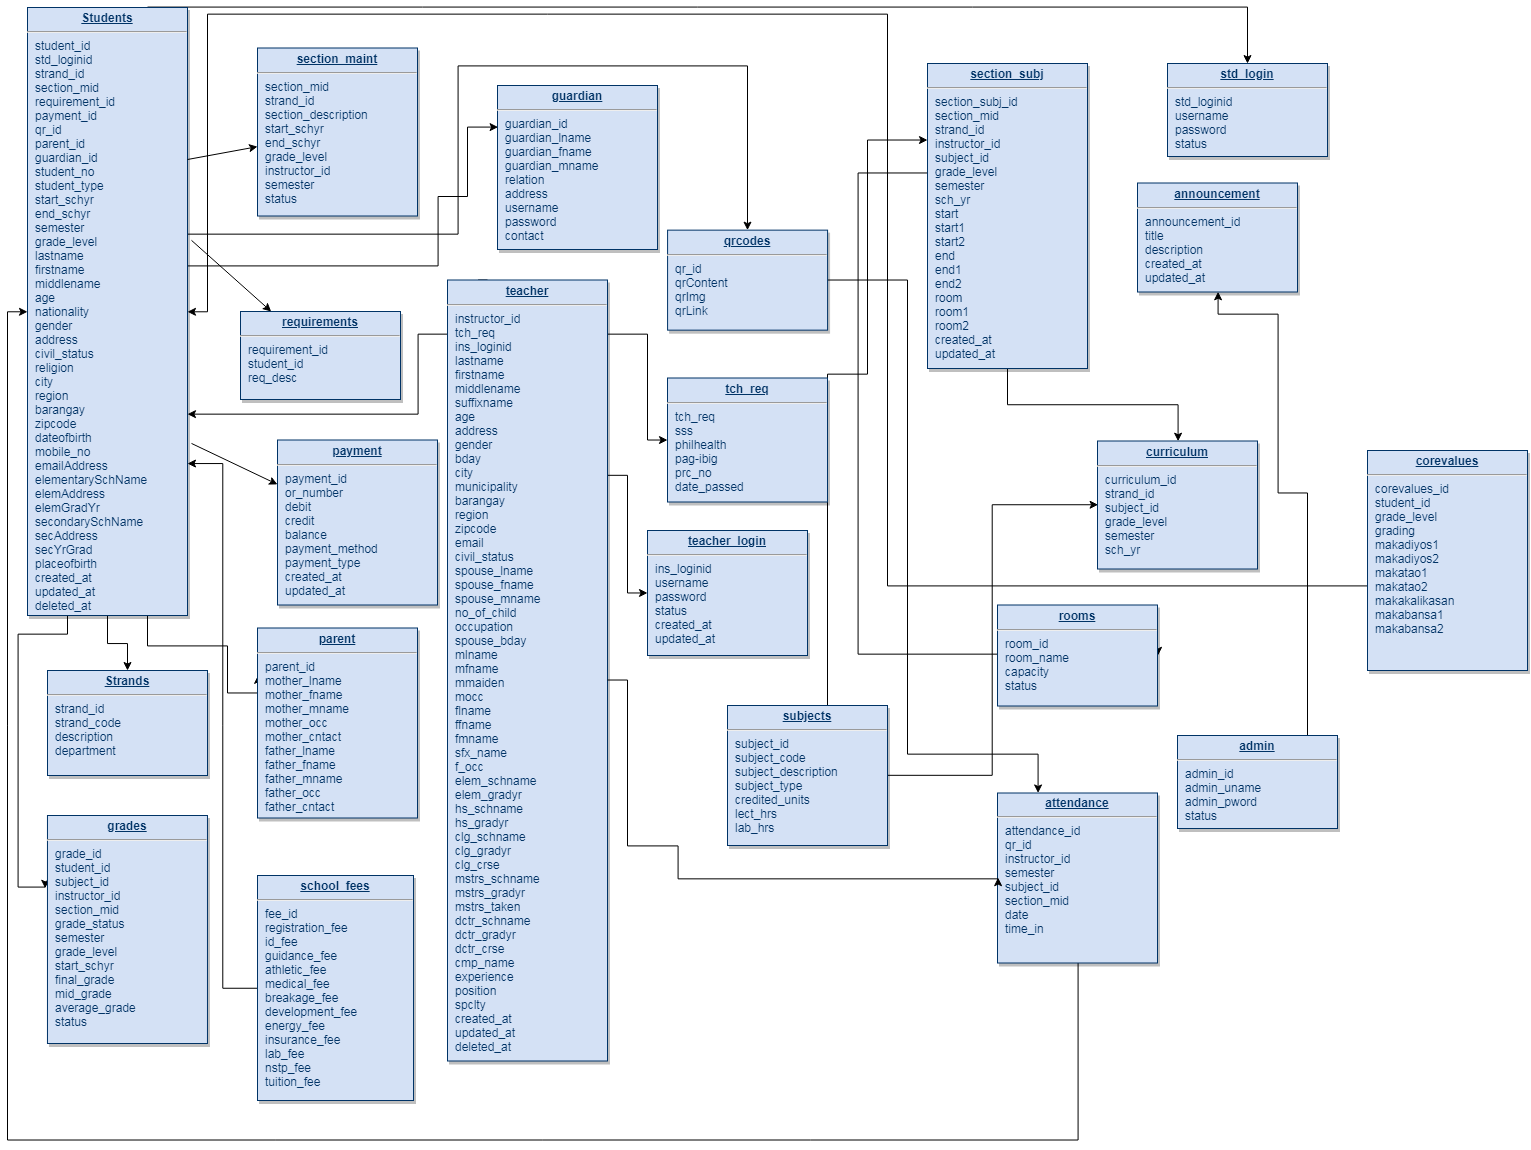 Students
student_id
std_loginid
strand_id
section_mid
requirement_id
payment_id
qr_id
parent_id
guardian_id
student_no
student_type
start_schyr
end_schyr
semester
grade_level
lastname
firstname
middlename
age
nationality
gender
address
civil_status
religion
city
region
barangay
zipcode
dateofbirth
mobile_no
emailAddress
elementarySchName
elemAddress
elemGradYr
secondarySchName
secAddress
secYrGrad
placeofbirth
created_at
updated_at
deleted_at
section_maint
section_mid
strand_id
section_description
start_schyr
end_schyr
grade_level
instructor_id
semester
status
guardian
guardian_id
guardian_lname
guardian_fname
guardian_mname
relation
address
username
password
contact
qrcodes
qr_id
qrContent
qrImg
qrLink
section_subj
section_subj_id
section_mid
strand_id
instructor_id
subject_id
grade_level
semester
sch_yr
start
start1
start2
end
end1
end2
room
room1
room2
created_at
updated_at
std_login
std_loginid
username
password
status
announcement
announcement_id
title
description
created_at
updated_at
requirements
requirement_id
student_id
req_desc
teacher
instructor_id
tch_req
ins_loginid
lastname
firstname
middlename
suffixname
age
address
gender
bday
city
municipality
barangay
region
zipcode
email
civil_status
spouse_lname
spouse_fname
spouse_mname
no_of_child
occupation
spouse_bday
mlname
mfname
mmaiden
mocc
flname
ffname
fmname
sfx_name
f_occ
elem_schname
elem_gradyr
hs_schname
hs_gradyr
clg_schname
clg_gradyr
clg_crse
mstrs_schname
mstrs_gradyr
mstrs_taken
dctr_schname
dctr_gradyr
dctr_crse
cmp_name
experience
position
spclty
created_at
updated_at
deleted_at
tch_req
tch_req
sss
philhealth
pag-ibig
prc_no
date_passed
payment
payment_id
or_number
debit
credit
balance
payment_method
payment_type
created_at
updated_at
teacher_login
ins_loginid
username
password
status
created_at
updated_at
curriculum
curriculum_id
strand_id
subject_id
grade_level
semester
sch_yr
corevalues
corevalues_id
student_id
grade_level
grading
makadiyos1
makadiyos2
makatao1
makatao2
makakalikasan
makabansa1
makabansa2
rooms
room_id
room_name
capacity
status
Strands
strand_id
strand_code
description
department
parent
parent_id
mother_lname
mother_fname
mother_mname
mother_occ
mother_cntact
father_lname
father_fname
father_mname
father_occ
father_cntact
subjects
subject_id
subject_code
subject_description
subject_type
credited_units
lect_hrs
lab_hrs
admin
admin_id
admin_uname
admin_pword
status
attendance
attendance_id
qr_id
instructor_id
semester
subject_id
section_mid
date
time_in
grades
grade_id
student_id
subject_id
instructor_id
section_mid
grade_status
semester
grade_level
start_schyr
final_grade
mid_grade
average_grade
status
school_fees
fee_id
registration_fee
id_fee
guidance_fee
athletic_fee
medical_fee
breakage_fee
development_fee
energy_fee
insurance_fee
lab_fee
nstp_fee
tuition_fee